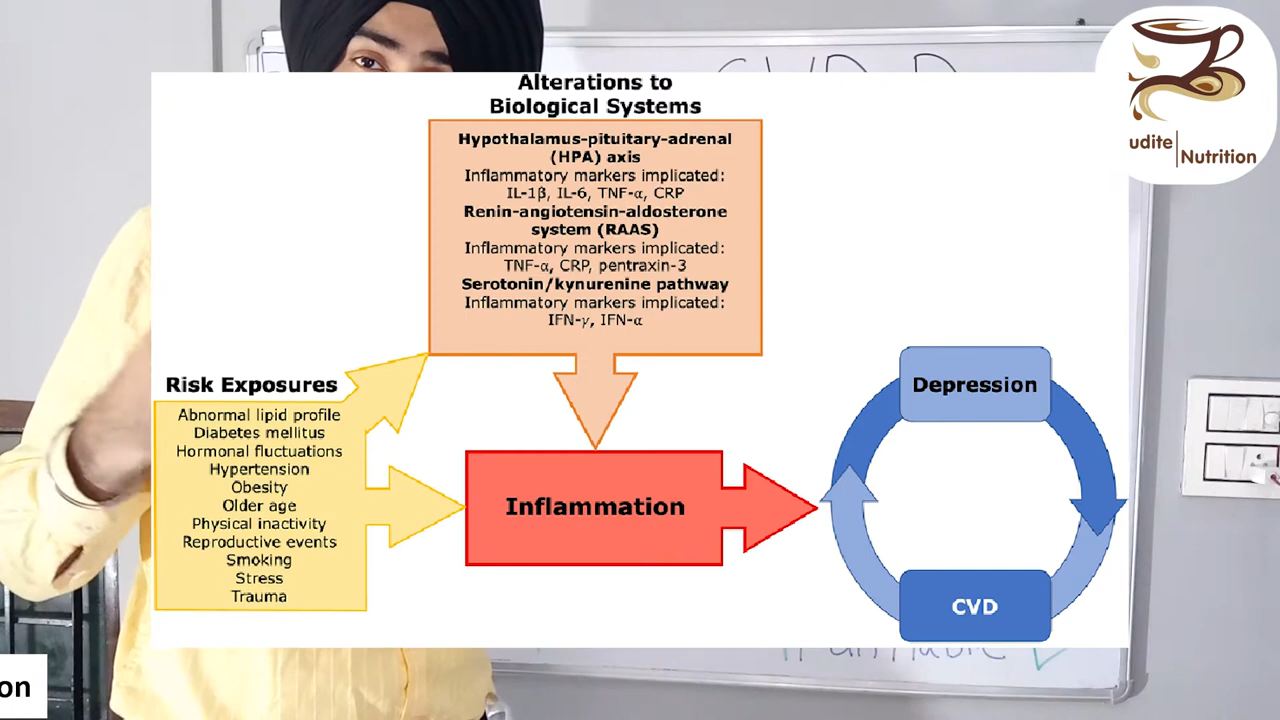 CVD D
udite
Nutrition
Alterations to
Biological Systems
Hypothalamus-pituitary-adrenal
(HPA) axis
Inflammatory markers implicated:
IL-1β, IL-6, TNF-α, CRP
Renin-angiotensin-aldosterone
system (RAAS)
Inflammatory markers implicated:
TNF-α, CRP, pentraxin-3
Serotonin/kynurenine pathway
Inflammatory markers implicated:
IFN-γ, IFN-α
Risk Exposures
Abnormal lipid profile
Diabetes mellitus
Hormonal fluctuations
Hypertension
Obesity
Older age
Physical inactivity
Reproductive events
Smoking
Stress
Trauma
Inflammation
Depression
CVD
on